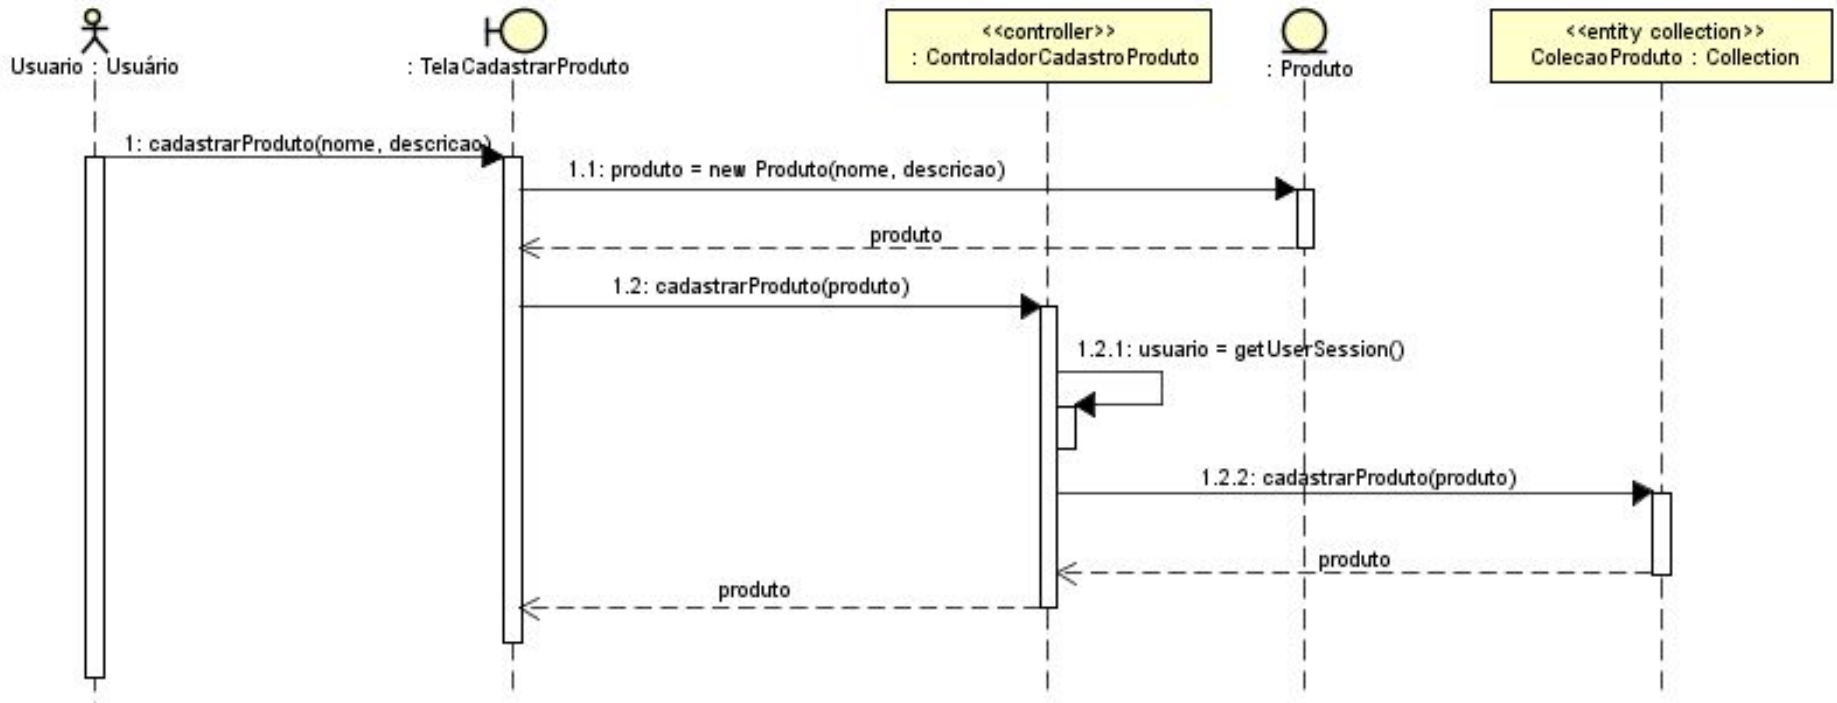 Usuario : Usuário
: TelaCadastrarProduto
<<controller>>
: ControladorCadastroProduto
: Produto
<<entity collection>>
ColecaoProduto : Collection
1: cadastrarProduto(nome, descricao)
1.1: produto = new Produto(nome, descricao)
produto
1.2: cadastrarProduto(produto)
1.2.1: usuario = getUserSession()
1.2.2: cadastrarProduto(produto)
produto
produto